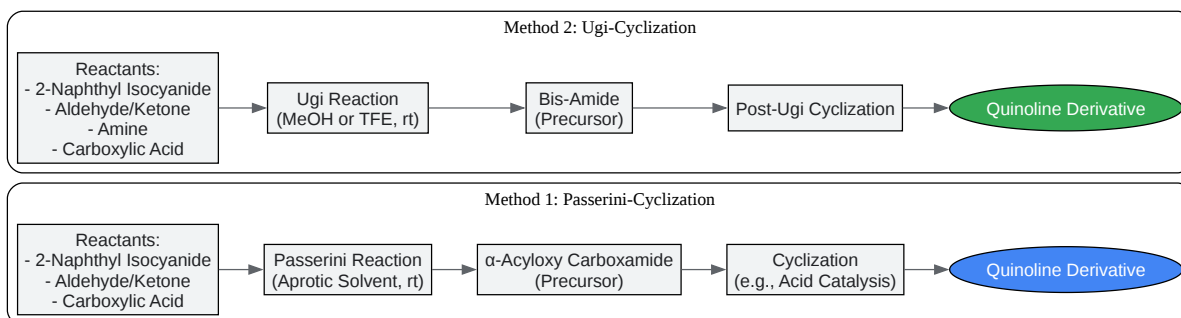 Method 2: Ugi-Cyclization
Reactants:
- 2-Naphthyl Isocyanide
- Aldehyde/Ketone
- Amine
- Carboxylic Acid
Ugi Reaction
(MeOH or TFE, rt)
Bis-Amide
(Precursor)
Post-Ugi Cyclization
Quinoline Derivative
Method 1: Passerini-Cyclization
Reactants:
- 2-Naphthyl Isocyanide
- Aldehyde/Ketone
- Carboxylic Acid
Passerini Reaction
(Aprotic Solvent, rt)
α-Acyloxy Carboxamide
(Precursor)
Cyclization
(e.g., Acid Catalysis)
Quinoline Derivative